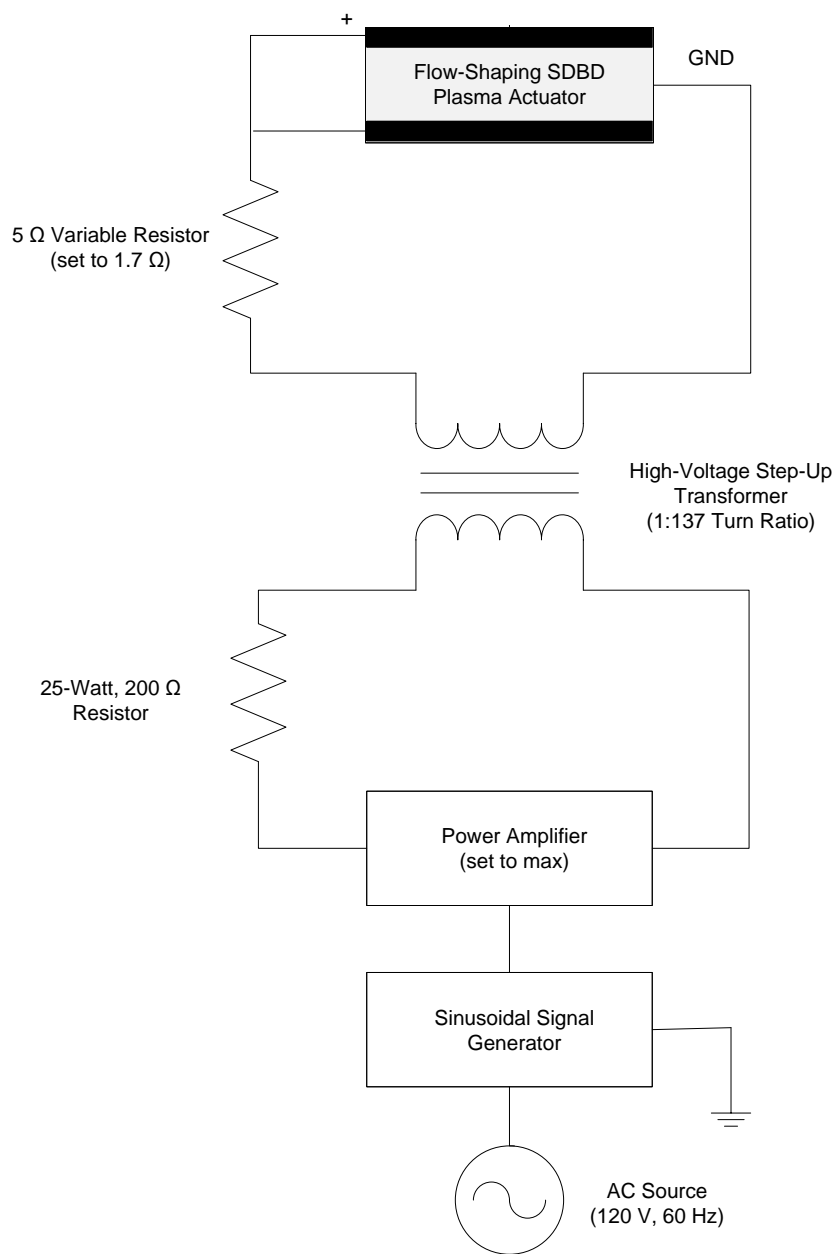 +
Flow-Shaping SDBD
Plasma Actuator
GND
5 Ω Variable Resistor
(set to 1.7 Ω)
High-Voltage Step-Up
Transformer
(1:137 Turn Ratio)
25-Watt, 200 Ω
Resistor
Power Amplifier
(set to max)
Sinusoidal Signal
Generator
AC Source
(120 V, 60 Hz)